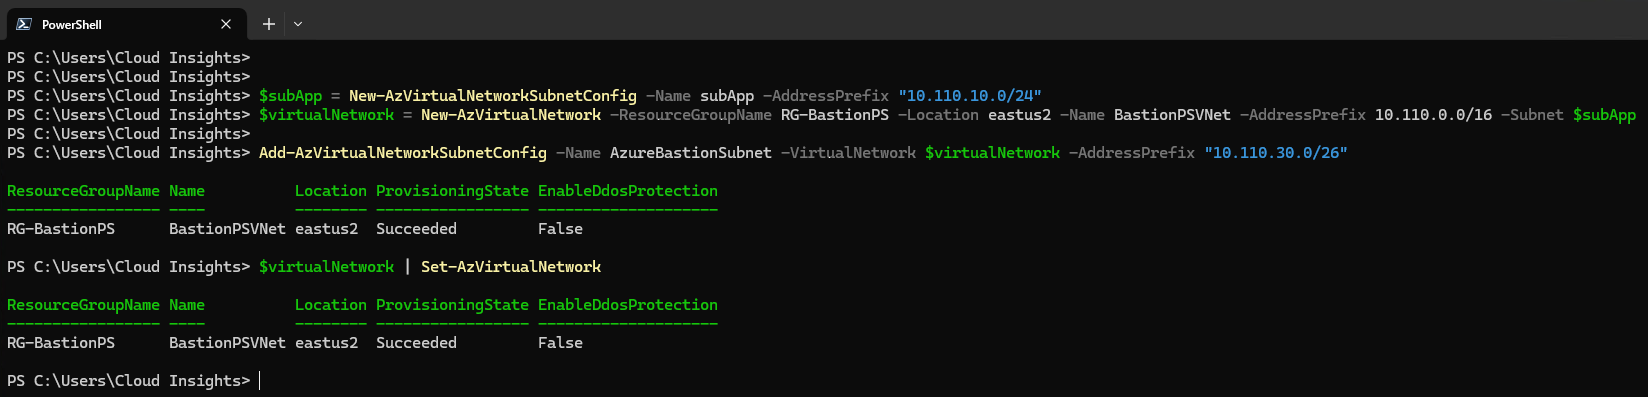 PowerShell
PS C:\Users\Cloud Insights>
PS C:\Users\Cloud Insights>
PS C:\Users\Cloud Insights> $subApp = New-AzVirtualNetworkSubnetConfig -Name subApp -AddressPrefix "10.110.10.0/24"
PS C:\Users\Cloud Insights> $virtualNetwork = New-AzVirtualNetwork -ResourceGroupName RG-BastionPS -Location eastus2 -Name BastionPSVNet -AddressPrefix 10.110.0.0/16 -Subnet $subApp
PS C:\Users\Cloud Insights>
PS C:\Users\Cloud Insights> Add-AzVirtualNetworkSubnetConfig -Name AzureBastionSubnet -VirtualNetwork $virtualNetwork -AddressPrefix "10.110.30.0/26"
ResourceGroupName Name          Location ProvisioningState EnableDdosProtection
----------------- ----          -------- ----------------- --------------------
RG-BastionPS      BastionPSVNet eastus2  Succeeded         False
PS C:\Users\Cloud Insights> $virtualNetwork | Set-AzVirtualNetwork
ResourceGroupName Name          Location ProvisioningState EnableDdosProtection
----------------- ----          -------- ----------------- --------------------
RG-BastionPS      BastionPSVNet eastus2  Succeeded         False
PS C:\Users\Cloud Insights>